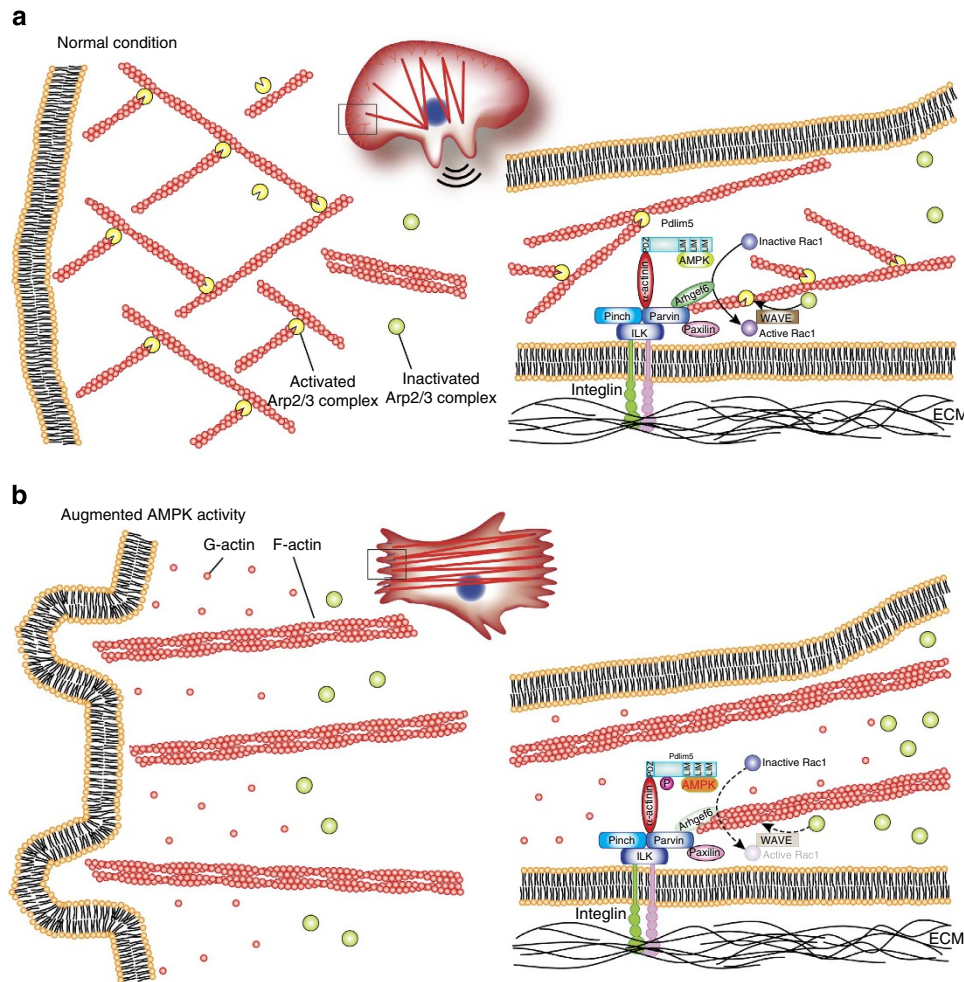 a
Normal condition
Activated
Arp2/3 complex
Inactivated
Arp2/3 complex
Pdlim5
PDZ
LIM
LIM
LIM
AMPK
α-actinin
Arhgef6
Pinch
Parvin
ILK
Paxilin
Inactive Rac1
WAVE
Active Rac1
Integlin
ECM
b
Augmented AMPK activity
G-actin
F-actin
Pdlim5
PDZ
LIM
LIM
LIM
P
AMPK
α-actinin
Arhgef6
Pinch
Parvin
ILK
Paxilin
Inactive Rac1
WAVE
Active Rac1
Integlin
ECM